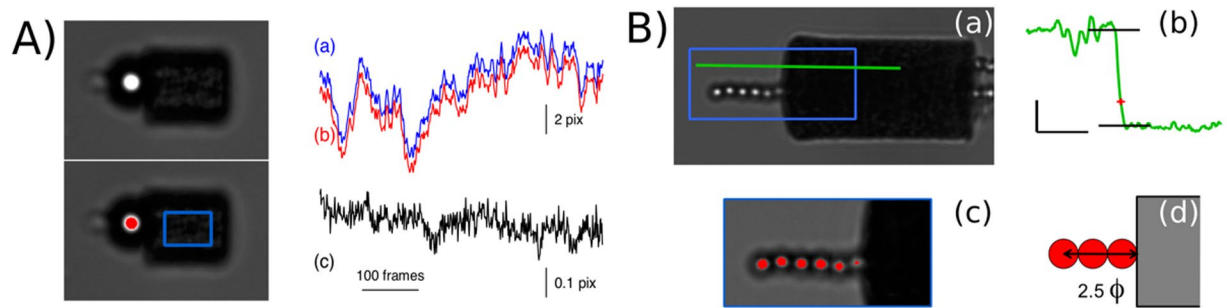 A)
(a)
(b)
2 pix
(c)
100 frames
0.1 pix
B)
(a)
(b)
(c)
(d)
2.5 ϕ